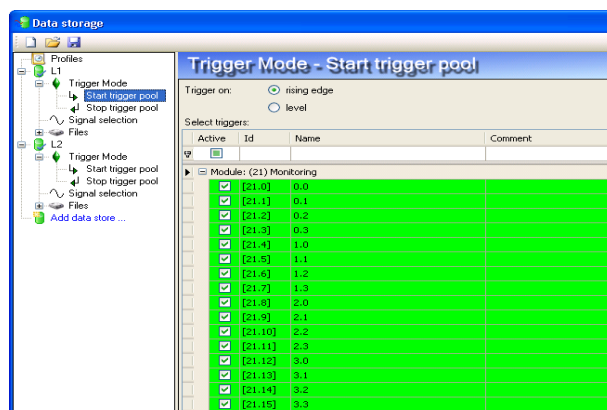 Data storage
Profiles
L1
Trigger Mode
Start trigger pool
Stop trigger pool
Signal selection
Files
L2
Trigger Mode
Start trigger pool
Stop trigger pool
Signal selection
Files
Add data store ...
Trigger Mode - Start trigger pool
Trigger on: rising edge
level
Select triggers:
Active Id Name Comment
Module: (21) Monitoring
[21.0] 0.0
[21.1] 0.1
[21.2] 0.2
[21.3] 0.3
[21.4] 1.0
[21.5] 1.1
[21.6] 1.2
[21.7] 1.3
[21.8] 2.0
[21.9] 2.1
[21.10] 2.2
[21.11] 2.3
[21.12] 3.0
[21.13] 3.1
[21.14] 3.2
[21.15] 3.3